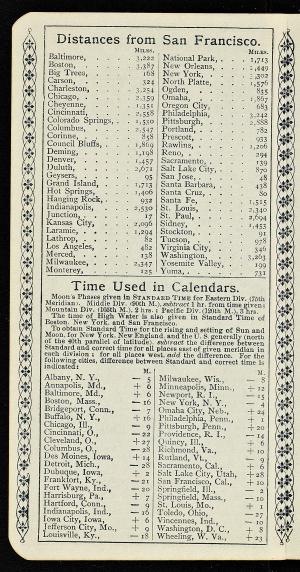 Distances from San Francisco.
MILES. MILES.
Baltimore, 3,222 National Park, 1,713
Boston, 3,387 New Orleans, 2,449
Big Trees, 168 New York, 3,302
Carson, 324 North Platte, 1,576
Charleston, 3,254 Ogden, 835
Chicago, 2,359 Omaha, 1,867
Cheyenne, 1,351 Oregon City, 683
Cincinnati, 2,558 Philadelphia, 3,242
Colorado Springs, 1,510 Pittsburgh, 2,888
Columbus, 2,547 Portland, 782
Corinne, 858 Prescott, 933
Council Bluffs, 1,869 Rawlins, 1,206
Deming, 1,198 Reno, 294
Denver, 1,457 Sacramento, 139
Duluth, 2,671 Salt Lake City, 870
Geysers, 95 San Jose, 48
Grand Island, 1,713 Santa Barbara, 438
Hot Springs, 1,406 Santa Cruz, 80
Hanging Rock, 932 Santa Fe, 1,515
Indianapolis, 2,530 St. Louis, 2,340
Junction, 17 St. Paul, 2,694
Kansas City, 2,096 Sidney, 1,453
Laramie, 1,294 Stockton, 91
Lathrop, 82 Tucson, 978
Los Angeles, 482 Virginia City, 346
Merced, 138 Washington, 3,203
Milwaukee, 2,347 Yosemite Valley, 199
Monterey, 125 Yuma, 731
Time Used in Calendars.
Moon's Phases given in STANDARD TIME for Eastern Div. (75th
Meridian); Middle Div. (90th M.), subtract 1 hr. from time given;
Mountain Div. (105th M.), 2 hrs.; Pacific Div. (120th M.), 3 hrs.
The time of High Water is also given in Standard Time of
Boston, New York, and San Francisco.
To obtain Standard Time for the rising and setting of Sun and
Moon, for New York, New England, and the U. S. generally (north
of the 40th parallel of latitude), subtract the difference between
Standard and correct time for all places east of given meridian in
each division; for all places west, add the difference. For the
following cities, difference between Standard and correct time is
indicated:
M. M.
Albany, N. Y., — 5 Milwaukee, Wis., — 8
Annapolis, Md., + 6 Minneapolis, Minn., + 12
Baltimore, Md., + 6 Newport, R. I., — 15
Boston, Mass., — 16 New York, N. Y., — 4
Bridgeport, Conn., — 7 Omaha City, Neb., + 24
Buffalo, N. Y., + 16 Philadelphia, Penn., + 1
Chicago, Ill., — 9 Pittsburgh, Penn., + 20
Cincinnati, O., — 22 Providence, R. I., — 14
Cleveland, O., + 27 Quincy, Ill., + 6
Columbus, O., — 28 Richmond, Va., + 10
Des Moines, Iowa, + 14 Rutland, Vt., — 9
Detroit, Mich., — 28 Sacramento, Cal., + 6
Dubuque, Iowa, + 2 Salt Lake City, Utah, + 28
Frankfort, Ky., — 21 San Francisco, Cal., + 10
Fort Wayne, Ind., — 20 Springfield, Ill., — 2
Harrisburg, Pa., + 7 Springfield, Mass., — 10
Hartford, Conn., — 9 St. Louis, Mo., + 1
Indianapolis, Ind., — 16 Toledo, Ohio, — 27
Iowa City, Iowa, + 6 Vincennes, Ind., — 10
Jefferson City, Mo., + 9 Washington, D. C., + 8
Louisville, Ky., — 18 Wheeling, W. Va., + 23